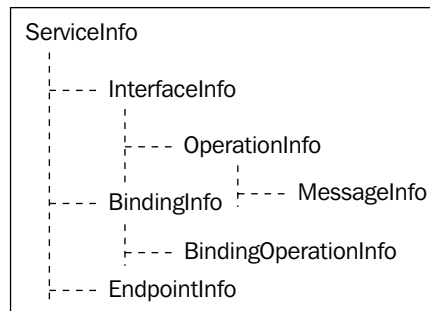 ServiceInfo
InterfaceInfo
OperationInfo
MessageInfo
BindingInfo
BindingOperationInfo
EndpointInfo